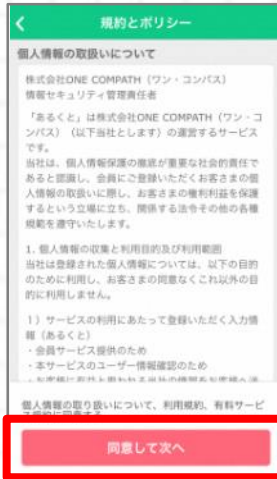 規約とポリシー
個人情報の取扱いについて
株式会社ONE COMPATH（ワン・コンパス）
情報セキュリティ管理責任者
「あるくと」は株式会社ONE COMPATH（ワン・コ
ンパス）（以下当社とします）の運営するサービス
です。
当社は、個人情報保護の徹底が重要な社会的責任で
あると認識し、会員にご登録いただくお客さまの個
人情報の取扱いに際し、お客さまの権利利益を保護
するという立場に立ち、関係する法令その他の各種
規範を遵守いたします。
1. 個人情報の収集と利用目的及び利用範囲
当社は登録された個人情報については、以下の目的
のために利用し、お客さまの同意なくこれ以外の目
的に利用しません。
1）サービスの利用にあたって登録いただく入力情
報（あるくと）
・会員サービス提供のため
・本サービスのユーザー情報確認のため
個人情報の取り扱いについて、利用規約、有料サービ
ス規約に同意する
同意して次へ